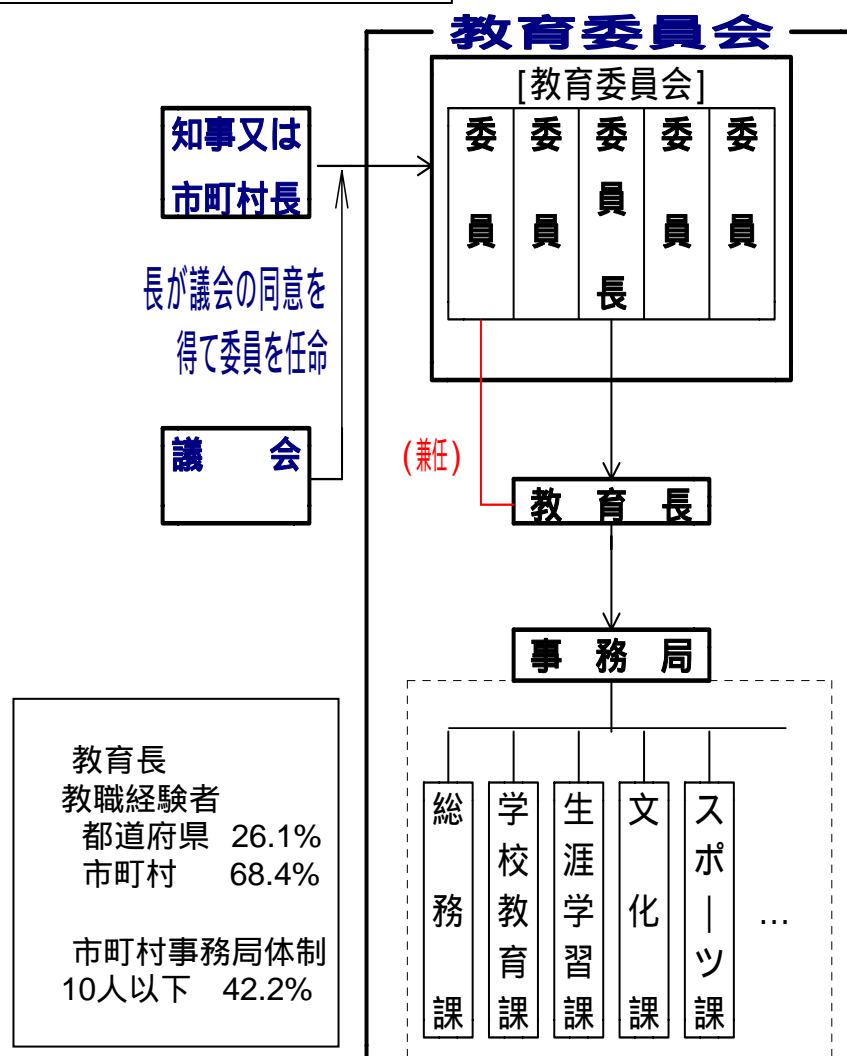 教育委員会
[教育委員会]
委員
委員
委員長
委員
委員
知事又は
市町村長
長が議会の同意を
得て委員を任命
議　会
(兼任)
教　育　長
事　務　局
総務課
学校教育課
生涯学習課
文化課
スポーツ課
…
教育長
教職経験者
都道府県　26.1%
市町村　68.4%
市町村事務局体制
10人以下　42.2%